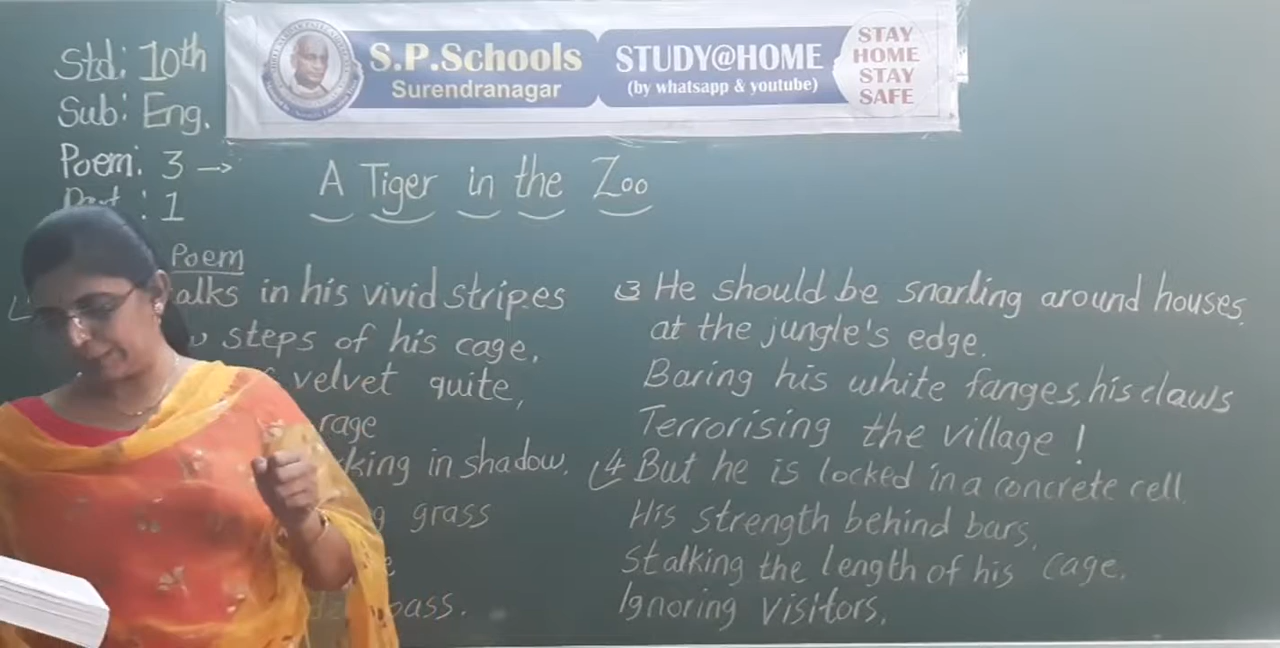 Std: 10th
Sub: Eng.
Poem: 3 →
: 1
S.P.Schools
Surendranagar
STUDY@HOME
(by whatsapp & youtube)
STAY
HOME
STAY
SAFE
A Tiger in the Zoo
Poem
alks in his vivid stripes
steps of his cage.
velvet quite,
rage
king in shadow.
grass
pass.
3 He should be snarling around houses.
at the jungle's edge.
Baring his white fanges, his claws
Terrorising the village !
4 But he is locked in a concrete cell
His strength behind bars.
Stalking the length of his cage.
Ignoring visitors.